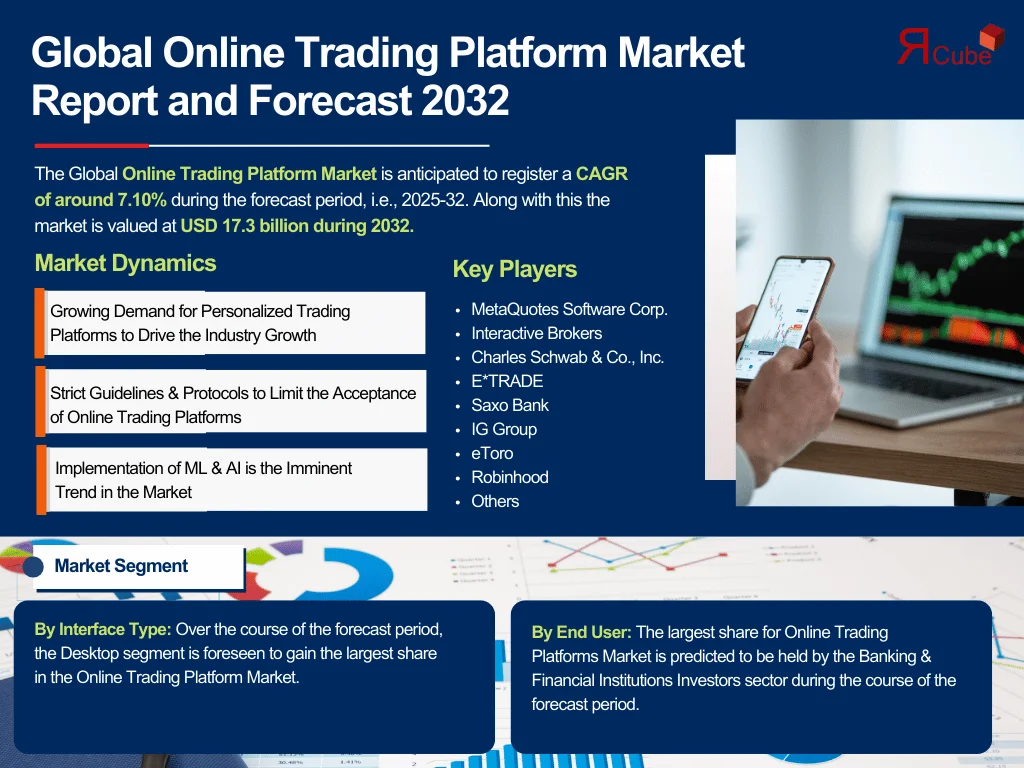 Global Online Trading Platform Market
Report and Forecast 2032
ЯCube
The Global Online Trading Platform Market is anticipated to register a CAGR
of around 7.10% during the forecast period, i.e., 2025-32. Along with this the
market is valued at USD 17.3 billion during 2032.
Market Dynamics
Growing Demand for Personalized Trading
Platforms to Drive the Industry Growth
Strict Guidelines & Protocols to Limit the Acceptance
of Online Trading Platforms
Implementation of ML & AI is the Imminent
Trend in the Market
Key Players
• MetaQuotes Software Corp.
• Interactive Brokers
• Charles Schwab & Co., Inc.
• E*TRADE
• Saxo Bank
• IG Group
• eToro
• Robinhood
• Others
Market Segment
By Interface Type: Over the course of the forecast period,
the Desktop segment is foreseen to gain the largest share
in the Online Trading Platform Market.
By End User: The largest share for Online Trading
Platforms Market is predicted to be held by the Banking &
Financial Institutions Investors sector during the course of the
forecast period.